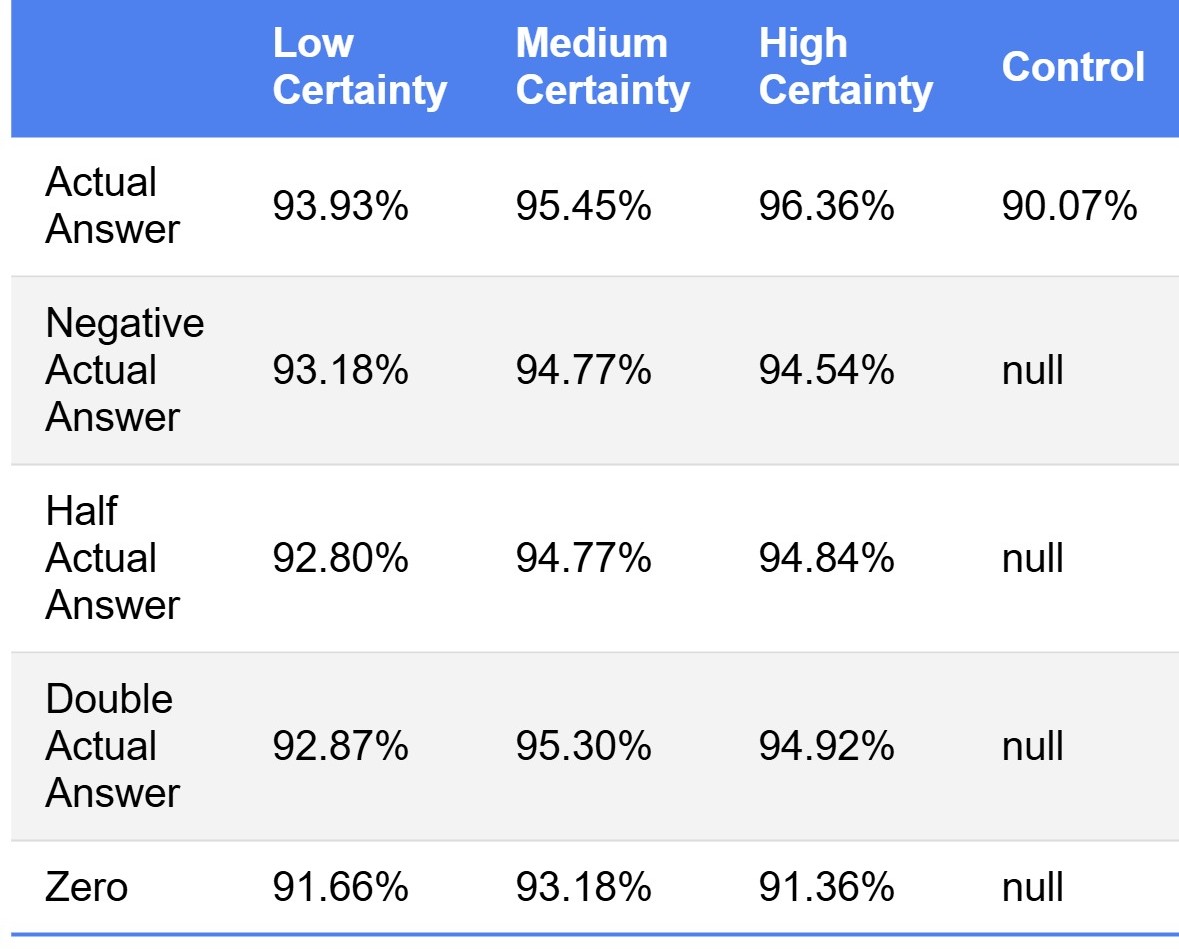 Low Certainty Medium Certainty High Certainty Control
Actual Answer 93.93% 95.45% 96.36% 90.07%
Negative Actual Answer 93.18% 94.77% 94.54% null
Half Actual Answer 92.80% 94.77% 94.84% null
Double Actual Answer 92.87% 95.30% 94.92% null
Zero 91.66% 93.18% 91.36% null